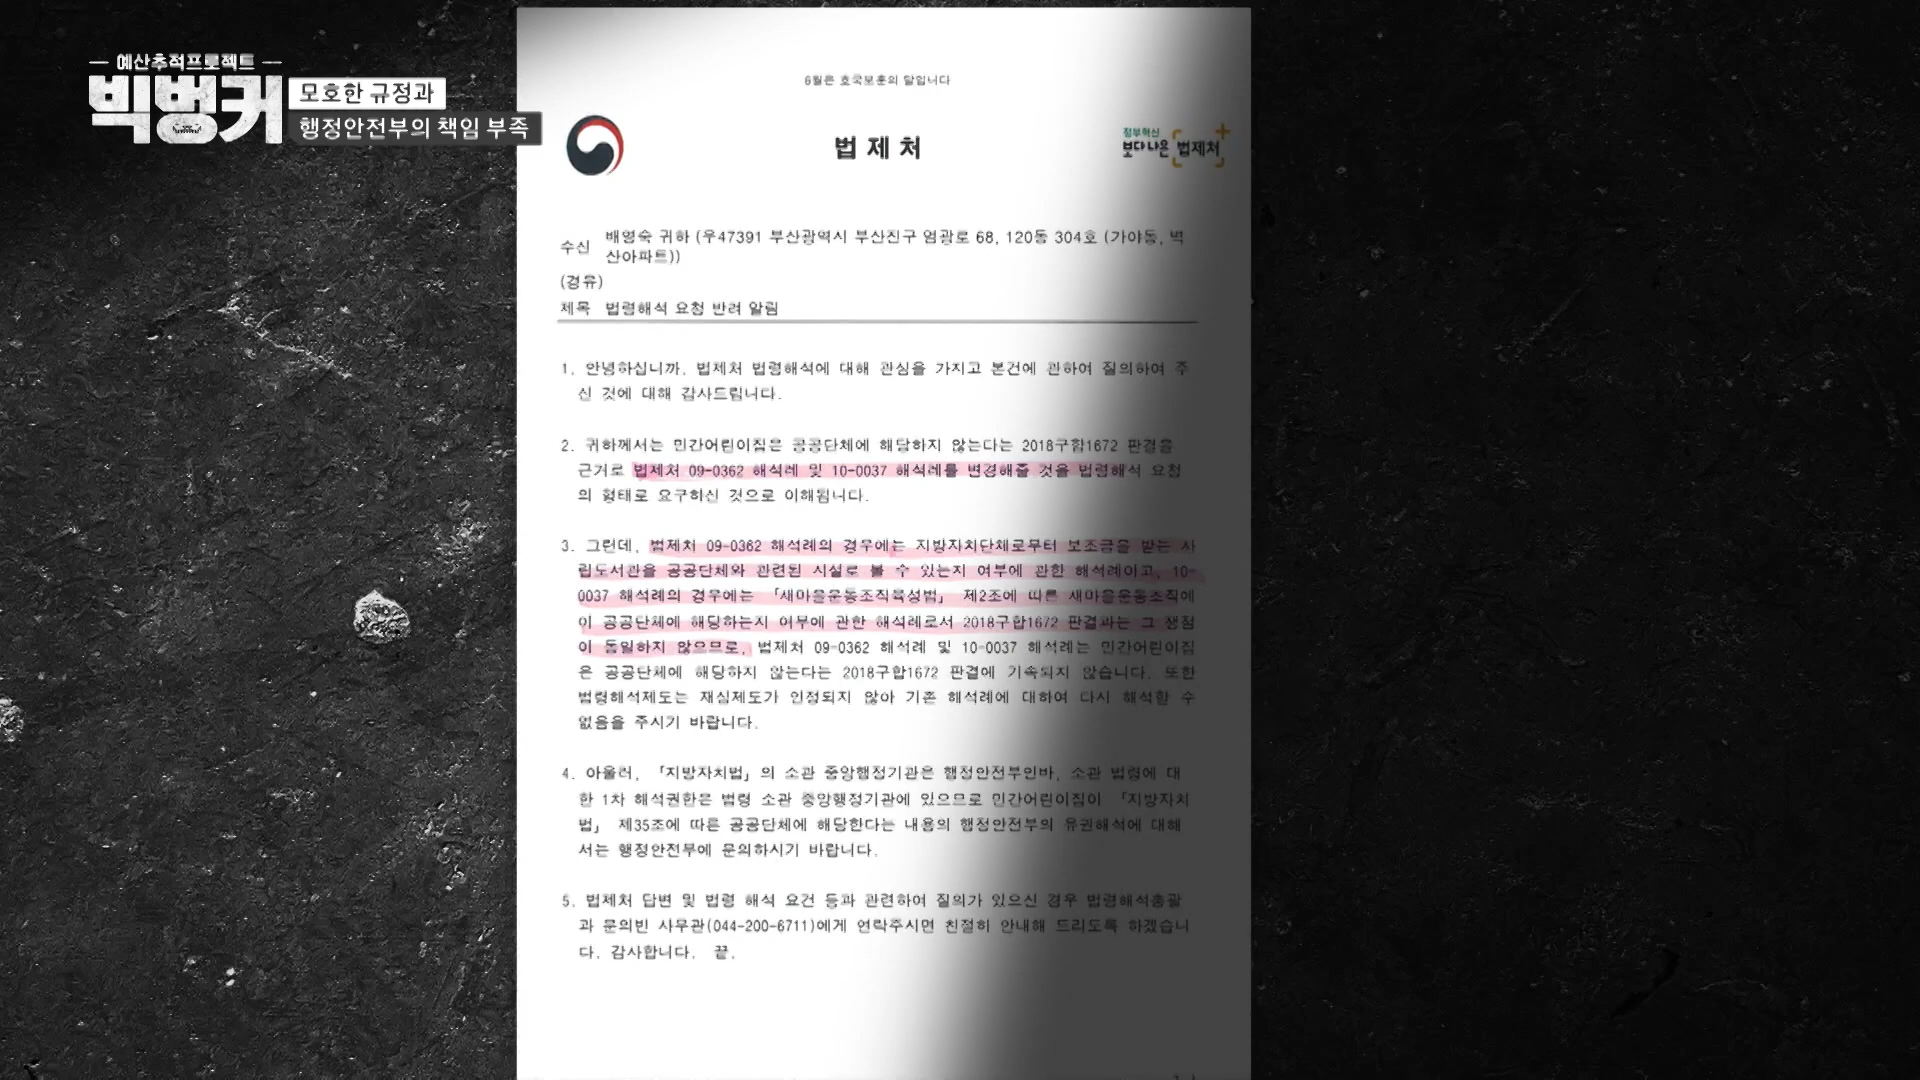 예산추적프로젝트
빅벙커
모호한 규정과
행정안전부의 책임 부족
6월은 호국보훈의 달입니다
법제처
정부혁신
보다나은 법제처
수신 배영숙 귀하 (우47391 부산광역시 부산진구 엄광로 68, 120동 304호 (가야동, 벽
산아파트))
(경유)
제목 법령해석 요청 반려 알림
1. 안녕하십니까. 법제처 법령해석에 대해 관심을 가지고 본건에 관하여 질의하여 주
신 것에 대해 감사드립니다.
2. 귀하께서는 민간어린이집은 공공단체에 해당하지 않는다는 2018구합1672 판결을
근거로 법제처 09-0362 해석례 및 10-0037 해석례를 변경해줄 것을 법령해석 요청
의 형태로 요구하신 것으로 이해됩니다.
3. 그런데, 법제처 09-0362 해석례의 경우에는 지방자치단체로부터 보조금을 받는 사
립도서관을 공공단체와 관련된 시설로 볼 수 있는지 여부에 관한 해석례이고, 10-
0037 해석례의 경우에는 「새마을운동조직육성법」 제2조에 따른 새마을운동조직에
이 공공단체에 해당하는지 여부에 관한 해석례로서 2018구합1672 판결과는 그 쟁점
이 동일하지 않으므로, 법제처 09-0362 해석례 및 10-0037 해석례는 민간어린이집
은 공공단체에 해당하지 않는다는 2018구합1672 판결에 기속되지 않습니다. 또한
법령해석제도는 재심제도가 인정되지 않아 기존 해석례에 대하여 다시 해석할 수
없음을 주시기 바랍니다.
4. 아울러, 「지방자치법」의 소관 중앙행정기관은 행정안전부인바, 소관 법령에 대
한 1차 해석권한은 법령 소관 중앙행정기관에 있으므로 민간어린이집이 「지방자치
법」 제35조에 따른 공공단체에 해당한다는 내용의 행정안전부의 유권해석에 대해
서는 행정안전부에 문의하시기 바랍니다.
5. 법제처 답변 및 법령 해석 요건 등과 관련하여 질의가 있으신 경우 법령해석총괄
과 문의빈 사무관(044-200-6711)에게 연락주시면 친절히 안내해 드리도록 하겠습니
다. 감사합니다. 끝.